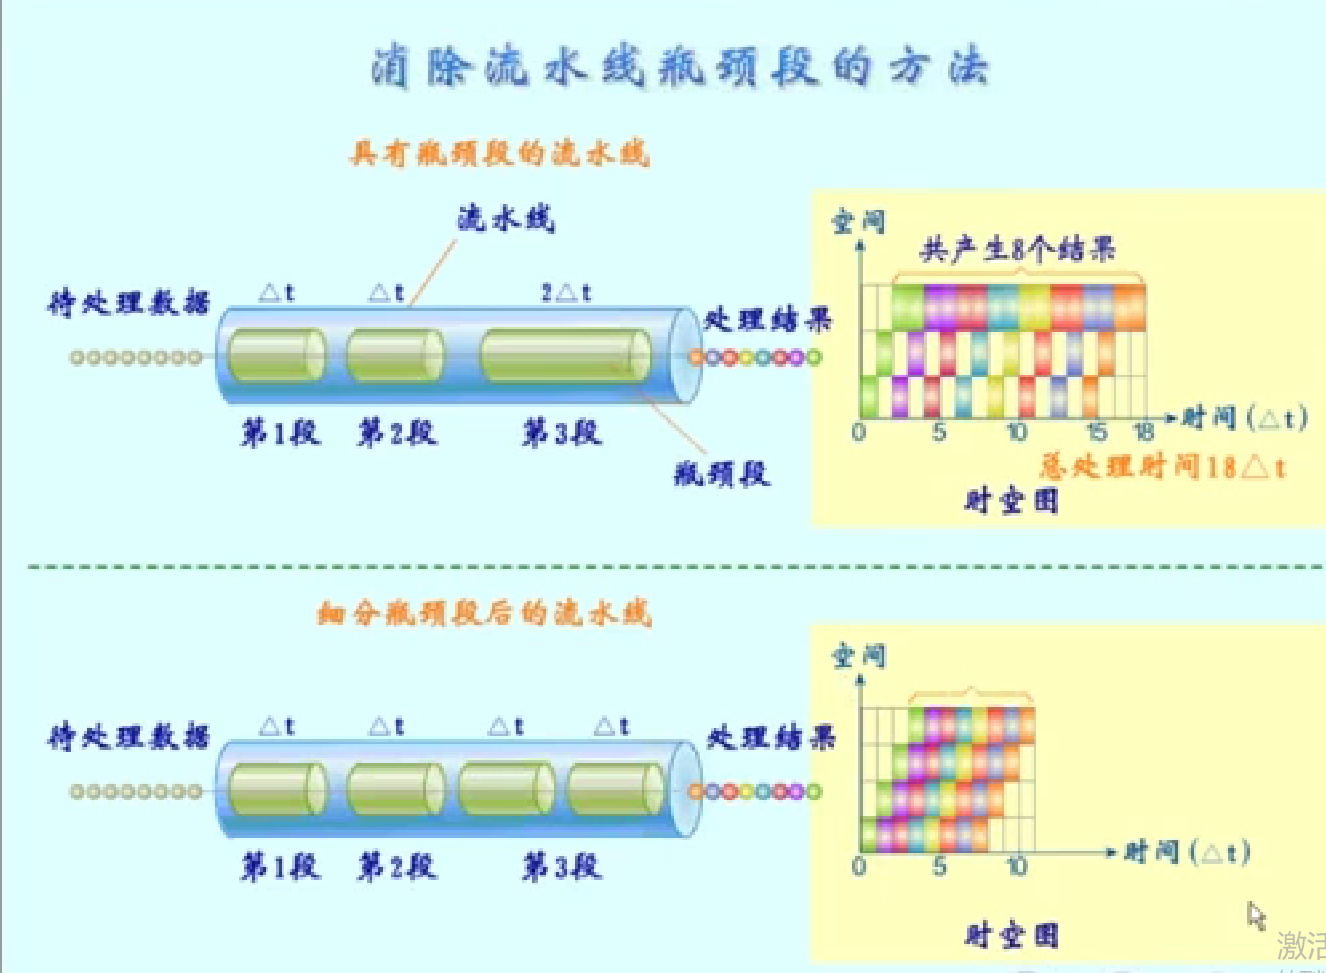 消除流水线瓶颈段的方法
具有瓶颈段的流水线
流水线
待处理数据
△t △t 2△t
处理结果
第1段 第2段 第3段
瓶颈段
空间
共产生8个结果
0 5 10 15 18
时间(△t)
总处理时间18△t
时空图
细分瓶颈段后的流水线
待处理数据
△t △t △t △t
处理结果
第1段 第2段 第3段
空间
0 5 10
时间(△t)
时空图
激活